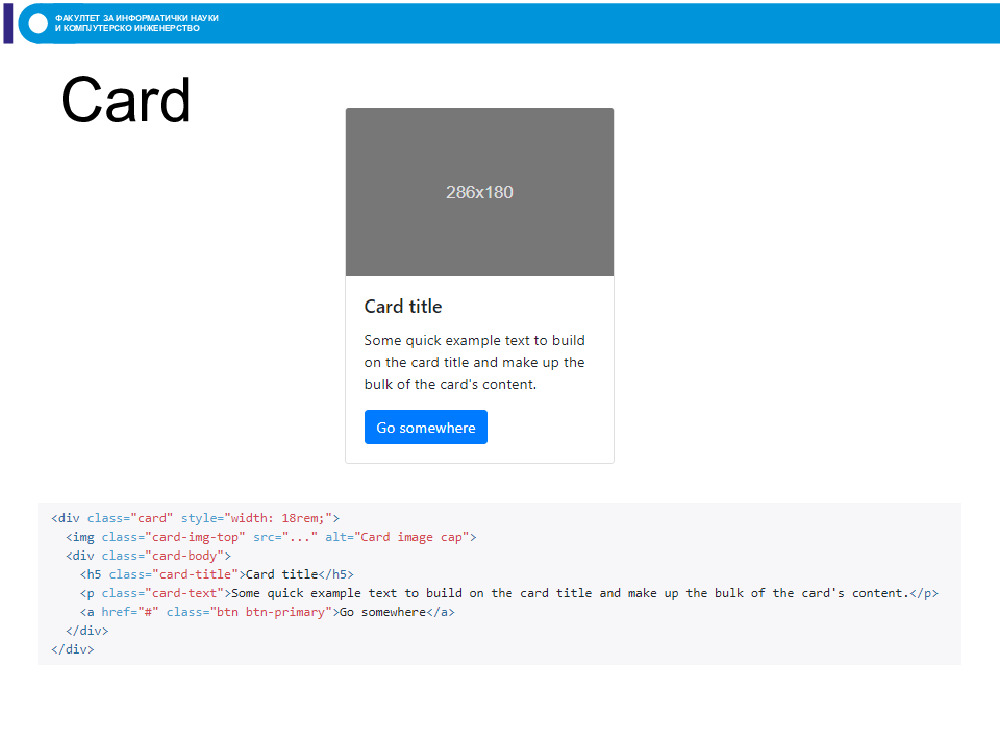 ФАКУЛТЕТ ЗА ИНФОРМАТИЧКИ НАУКИ
И КОМПЈУТЕРСКО ИНЖЕНЕРСТВО
Card
286x180
Card title
Some quick example text to build
on the card title and make up the
bulk of the card's content.
Go somewhere
<div class="card" style="width: 18rem;">
  <img class="card-img-top" src="..." alt="Card image cap">
  <div class="card-body">
    <h5 class="card-title">Card title</h5>
    <p class="card-text">Some quick example text to build on the card title and make up the bulk of the card's content.</p>
    <a href="#" class="btn btn-primary">Go somewhere</a>
  </div>
</div>